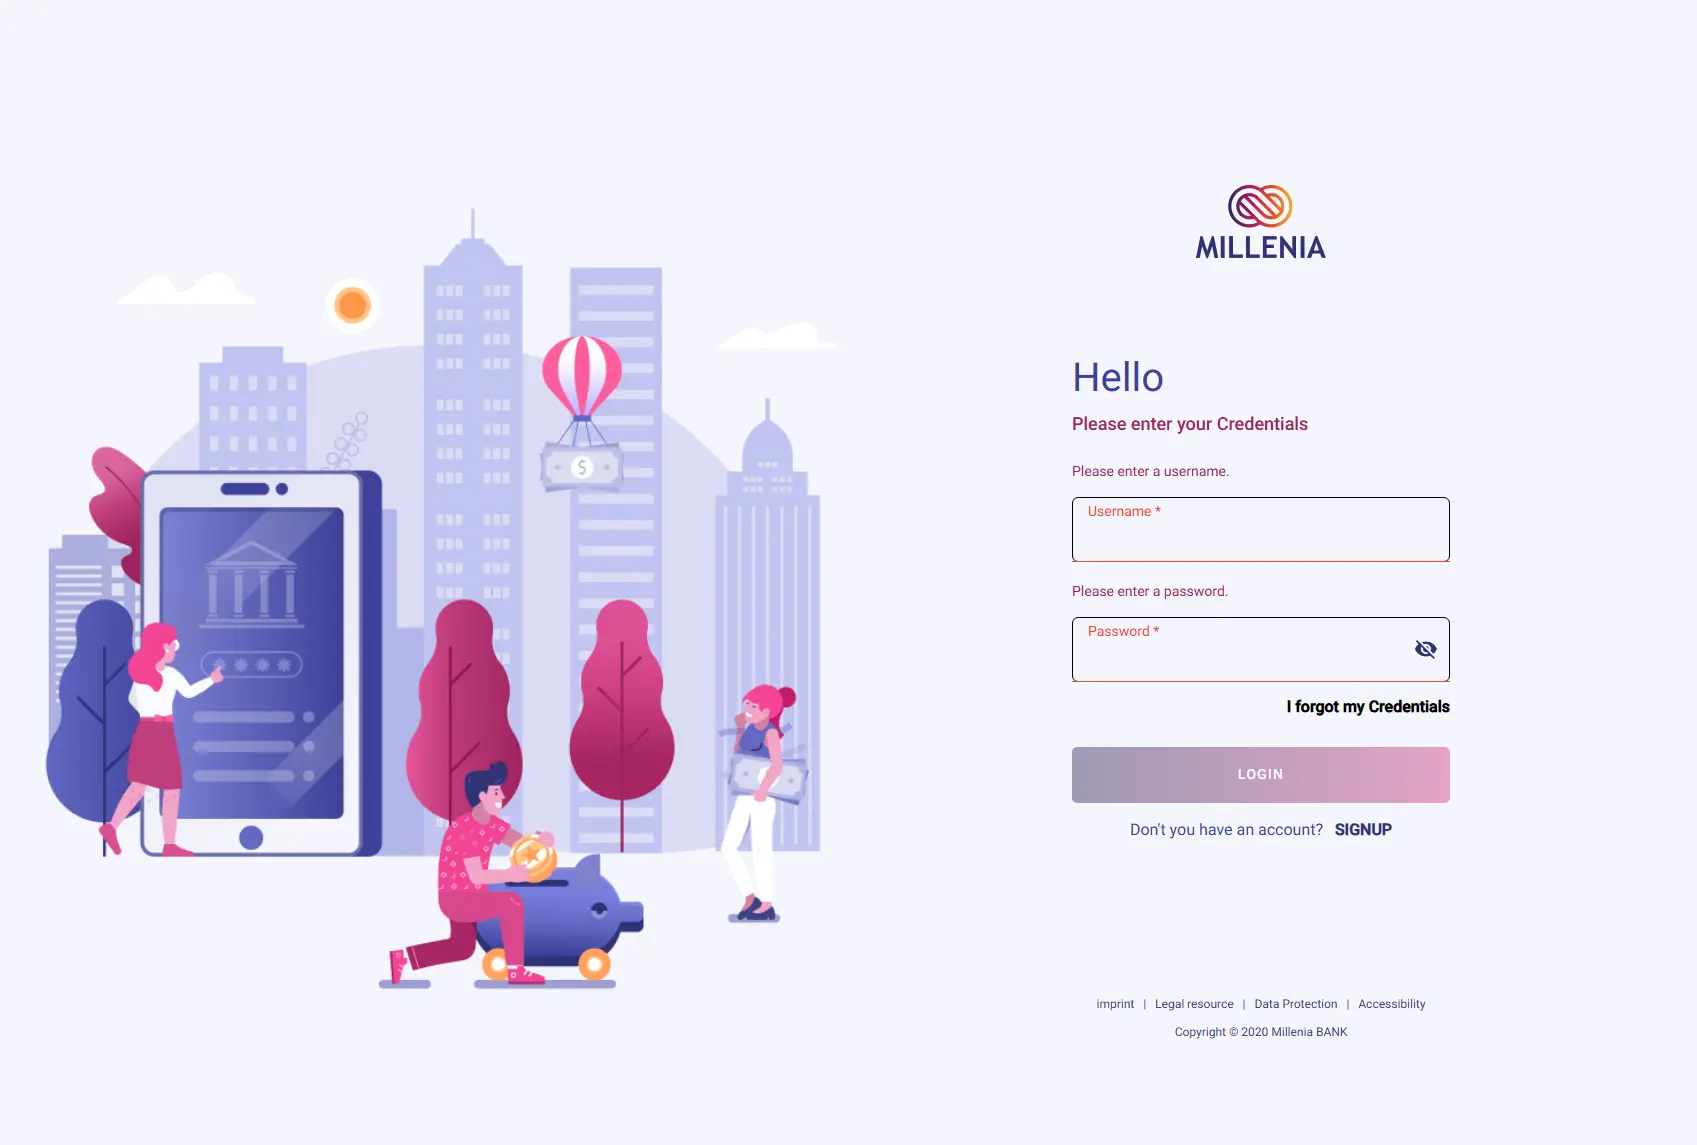 MILLENIA
Hello
Please enter your Credentials
Please enter a username.
Username *
Please enter a password.
Password *
I forgot my Credentials
LOGIN
Don't you have an account? SIGNUP
imprint | Legal resource | Data Protection | Accessibility
Copyright © 2020 Millenia BANK
$